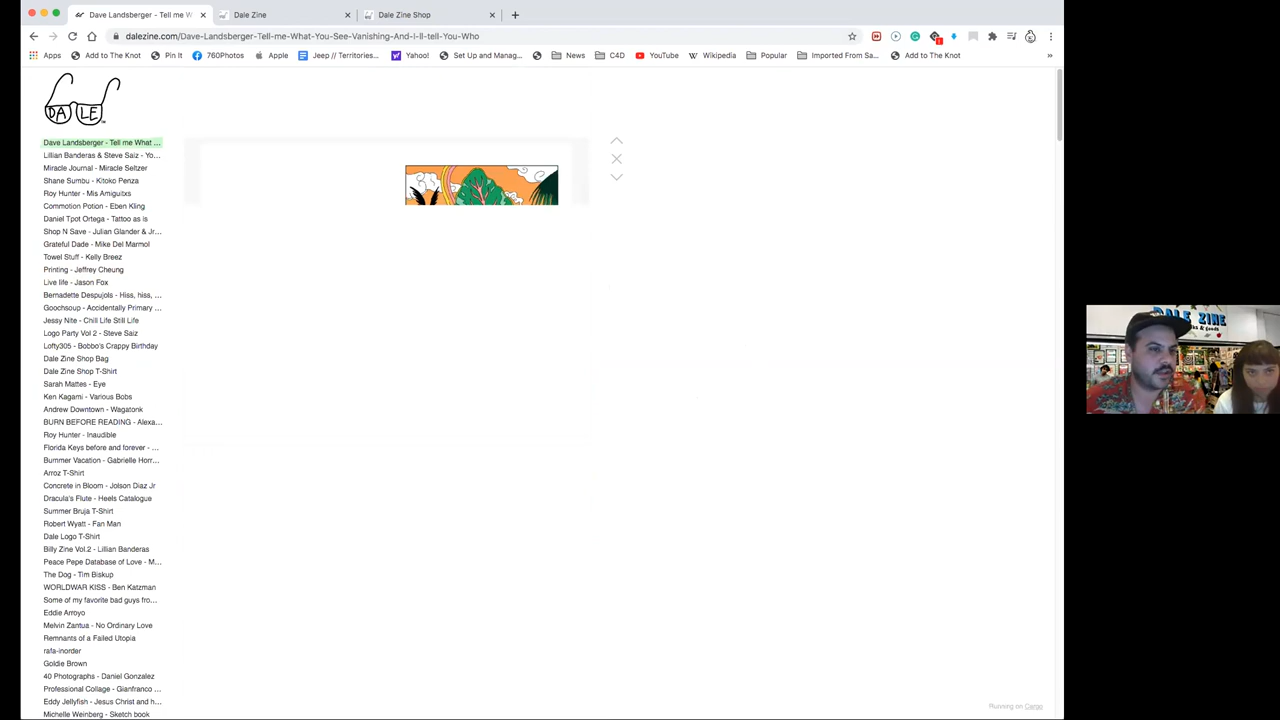 Dave Landsberger - Tell me W
Dale Zine
Dale Zine Shop
dalezine.com/Dave-Landsberger-Tell-me-What-You-See-Vanishing-And-I-ll-tell-You-Who
Apps
Add to The Knot
Pin It
760Photos
Apple
Jeep // Territories...
Yahoo!
Set Up and Manag...
News
C4D
YouTube
Wikipedia
Popular
Imported From Sa...
Add to The Knot
»
DALE
Dave Landsberger - Tell me What ...
Lillian Banderas & Steve Saiz - Yo...
Miracle Journal - Miracle Seltzer
Shane Sumbu - Kitoko Penza
Roy Hunter - Mis Amiguitxs
Commotion Potion - Eben Kling
Daniel Tpot Ortega - Tattoo as is
Shop N Save - Julian Glander & Jr...
Grateful Dade - Mike Del Marmol
Towel Stuff - Kelly Breez
Printing - Jeffrey Cheung
Live life - Jason Fox
Bernadette Despujols - Hiss, hiss, ...
Goochsoup - Accidentally Primary ...
Jessy Nite - Chill Life Still Life
Logo Party Vol 2 - Steve Saiz
Lofty305 - Bobbo's Crappy Birthday
Dale Zine Shop Bag
Dale Zine Shop T-Shirt
Sarah Mattes - Eye
Ken Kagami - Various Bobs
Andrew Downtown - Wagatonk
BURN BEFORE READING - Alexa...
Roy Hunter - Inaudible
Florida Keys before and forever - ...
Bummer Vacation - Gabrielle Horr...
Arroz T-Shirt
Concrete in Bloom - Jolson Diaz Jr
Dracula's Flute - Heels Catalogue
Summer Bruja T-Shirt
Robert Wyatt - Fan Man
Dale Logo T-Shirt
Billy Zine Vol.2 - Lillian Banderas
Peace Pepe Database of Love - M...
The Dog - Tim Biskup
WORLDWAR KISS - Ben Katzman
Some of my favorite bad guys fro...
Eddie Arroyo
Melvin Zantua - No Ordinary Love
Remnants of a Failed Utopia
rafa-inorder
Goldie Brown
40 Photographs - Daniel Gonzalez
Professional Collage - Gianfranco ...
Eddy Jellyfish - Jesus Christ and h...
Michelle Weinberg - Sketch book
Running on Cargo
DALE ZINE
& goods